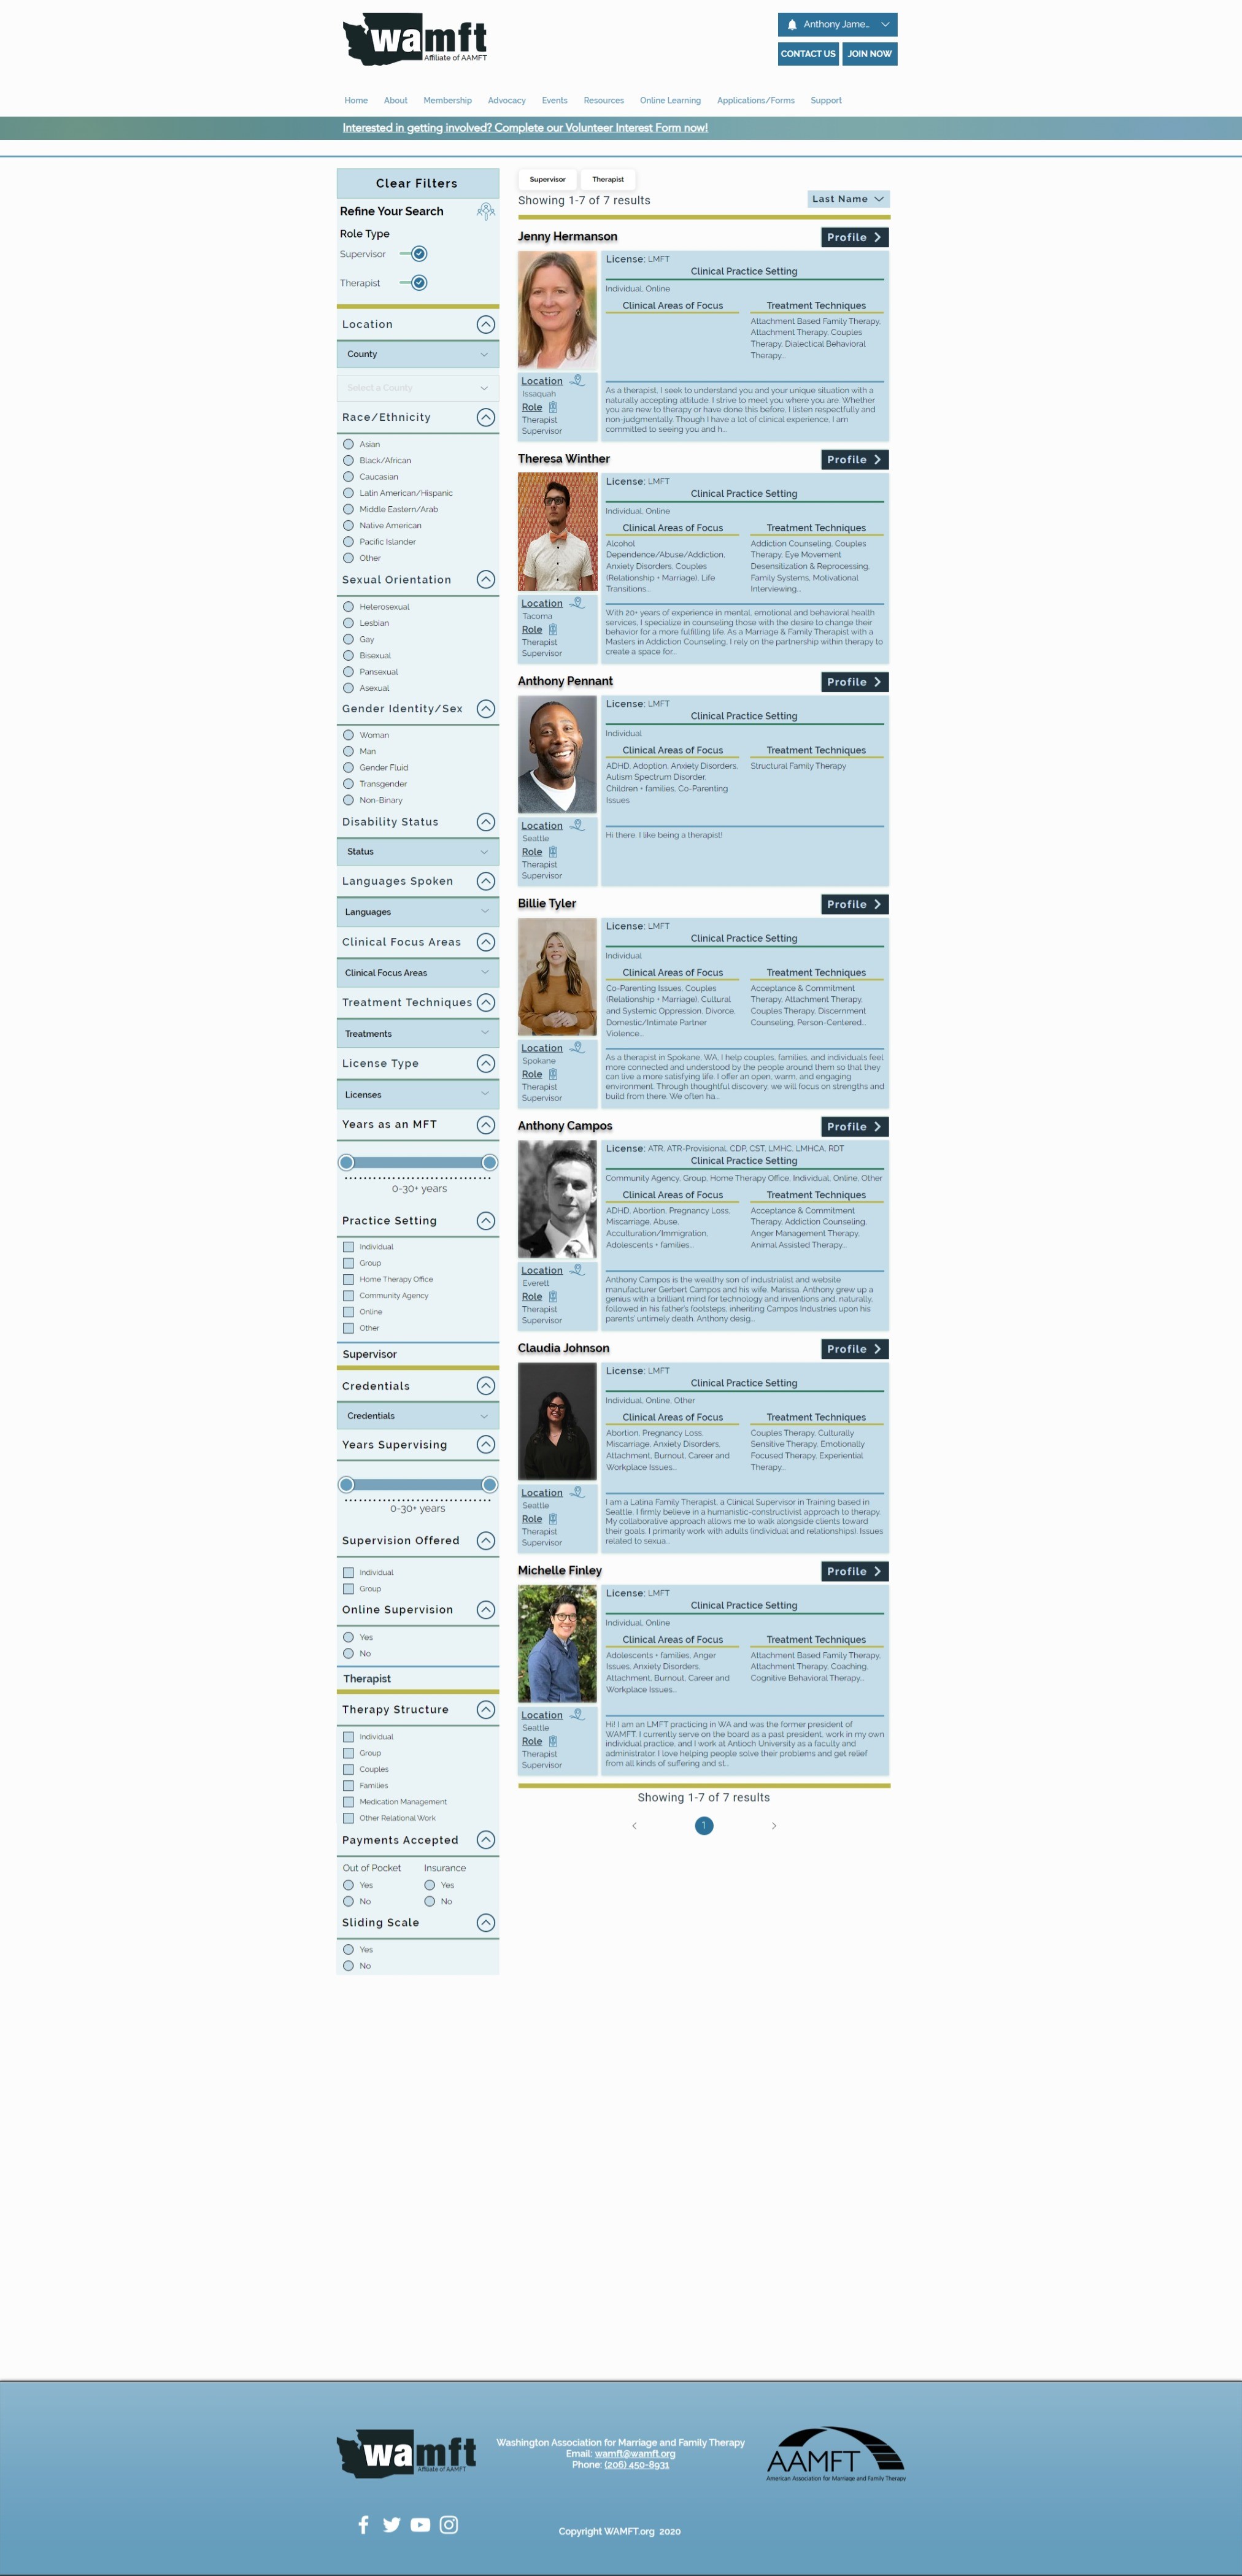 wamft
Affiliate of AAMFT
Anthony Jame...
CONTACT US
JOIN NOW
Home About Membership Advocacy Events Resources Online Learning Applications/Forms Support
Interested in getting involved? Complete our Volunteer Interest Form now!
Clear Filters
Refine Your Search
Role Type
Supervisor
Therapist
Location
County
Select a County
Race/Ethnicity
Asian
Black/African
Caucasian
Latin American/Hispanic
Middle Eastern/Arab
Native American
Pacific Islander
Other
Sexual Orientation
Heterosexual
Lesbian
Gay
Bisexual
Pansexual
Asexual
Gender Identity/Sex
Woman
Man
Gender Fluid
Transgender
Non-Binary
Disability Status
Status
Languages Spoken
Languages
Clinical Focus Areas
Clinical Focus Areas
Treatment Techniques
Treatments
License Type
Licenses
Years as an MFT
0-30+ years
Practice Setting
Individual
Group
Home Therapy Office
Community Agency
Online
Other
Supervisor
Credentials
Credentials
Years Supervising
0-30+ years
Supervision Offered
Individual
Group
Online Supervision
Yes
No
Therapist
Therapy Structure
Individual
Group
Couples
Families
Medication Management
Other Relational Work
Payments Accepted
Out of Pocket Insurance
Yes Yes
No No
Sliding Scale
Yes
No
Supervisor Therapist
Showing 1-7 of 7 results
Last Name
Jenny Hermanson
Profile
License: LMFT
Clinical Practice Setting
Individual, Online
Clinical Areas of Focus
Treatment Techniques
Attachment Based Family Therapy,
Attachment Therapy, Couples
Therapy, Dialectical Behavioral
Therapy...
Location
Issaquah
Role
Therapist
Supervisor
As a therapist, I seek to understand you and your unique situation with a
naturally accepting attitude. I strive to meet you where you are. Whether
you are new to therapy or have done this before, I listen respectfully and
non-judgmentally. Though I have a lot of clinical experience, I am
committed to seeing you and h...
Theresa Winther
Profile
License: LMFT
Clinical Practice Setting
Individual, Online
Clinical Areas of Focus
Alcohol
Dependence/Abuse/Addiction,
Anxiety Disorders, Couples
(Relationship + Marriage), Life
Transitions...
Treatment Techniques
Addiction Counseling, Couples
Therapy, Eye Movement
Desensitization & Reprocessing,
Family Systems, Motivational
Interviewing...
Location
Tacoma
Role
Therapist
Supervisor
With 20+ years of experience in mental, emotional and behavioral health
services, I specialize in counseling those with the desire to change their
behavior for a more fulfilling life. As a Marriage & Family Therapist with a
Masters in Addiction Counseling, I rely on the partnership within therapy to
create a space for...
Anthony Pennant
Profile
License: LMFT
Clinical Practice Setting
Individual
Clinical Areas of Focus
ADHD, Adoption, Anxiety Disorders,
Autism Spectrum Disorder,
Children + families, Co-Parenting
Issues
Treatment Techniques
Structural Family Therapy
Location
Seattle
Role
Therapist
Supervisor
Hi there. I like being a therapist!
Billie Tyler
Profile
License: LMFT
Clinical Practice Setting
Individual
Clinical Areas of Focus
Co-Parenting Issues, Couples
(Relationship + Marriage), Cultural
and Systemic Oppression, Divorce,
Domestic/Intimate Partner
Violence...
Treatment Techniques
Acceptance & Commitment
Therapy, Attachment Therapy,
Couples Therapy, Discernment
Counseling, Person-Centered...
Location
Spokane
Role
Therapist
Supervisor
As a therapist in Spokane, WA, I help couples, families, and individuals feel
more connected and understood by the people around them so that they
can live a more satisfying life. I offer an open, warm, and engaging
environment. Through thoughtful discovery, we will focus on strengths and
build from there. We often ha...
Anthony Campos
Profile
License: ATR, ATR-Provisional, CDP, CST, LMHC, LMHCA, RDT
Clinical Practice Setting
Community Agency, Group, Home Therapy Office, Individual, Online, Other
Clinical Areas of Focus
ADHD, Abortion, Pregnancy Loss,
Miscarriage, Abuse,
Acculturation/Immigration,
Adolescents + families...
Treatment Techniques
Acceptance & Commitment
Therapy, Addiction Counseling,
Anger Management Therapy,
Animal Assisted Therapy...
Location
Everett
Role
Therapist
Supervisor
Anthony Campos is the wealthy son of industrialist and website
manufacturer Gerbert Campos and his wife, Marissa. Anthony grew up a
genius with a brilliant mind for technology and inventions and, naturally,
followed in his father's footsteps, inheriting Campos Industries upon his
parents' untimely death. Anthony desig...
Claudia Johnson
Profile
License: LMFT
Clinical Practice Setting
Individual, Online, Other
Clinical Areas of Focus
Abortion, Pregnancy Loss,
Miscarriage, Anxiety Disorders,
Attachment, Burnout, Career and
Workplace Issues...
Treatment Techniques
Couples Therapy, Culturally
Sensitive Therapy, Emotionally
Focused Therapy, Experiential
Therapy...
Location
Seattle
Role
Therapist
Supervisor
I am a Latina Family Therapist, a Clinical Supervisor in Training based in
Seattle. I firmly believe in a humanistic-constructivist approach to therapy.
My collaborative approach allows me to walk alongside clients toward
their goals. I primarily work with adults (individual and relationships). Issues
related to sexua...
Michelle Finley
Profile
License: LMFT
Clinical Practice Setting
Individual, Online
Clinical Areas of Focus
Adolescents + families, Anger
Issues, Anxiety Disorders,
Attachment, Burnout, Career and
Workplace Issues...
Treatment Techniques
Attachment Based Family Therapy,
Attachment Therapy, Coaching,
Cognitive Behavioral Therapy...
Location
Seattle
Role
Therapist
Supervisor
Hi! I am an LMFT practicing in WA and was the former president of
WAMFT. I currently serve on the board as a past president, work in my own
individual practice, and I work at Antioch University as a faculty and
administrator. I love helping people solve their problems and get relief
from all kinds of suffering and st...
Showing 1-7 of 7 results
1
wamft
Affiliate of AAMFT
Washington Association for Marriage and Family Therapy
Email: wamft@wamft.org
Phone: (206) 450-8931
AAMFT
American Association for Marriage and Family Therapy
Copyright WAMFT.org 2020